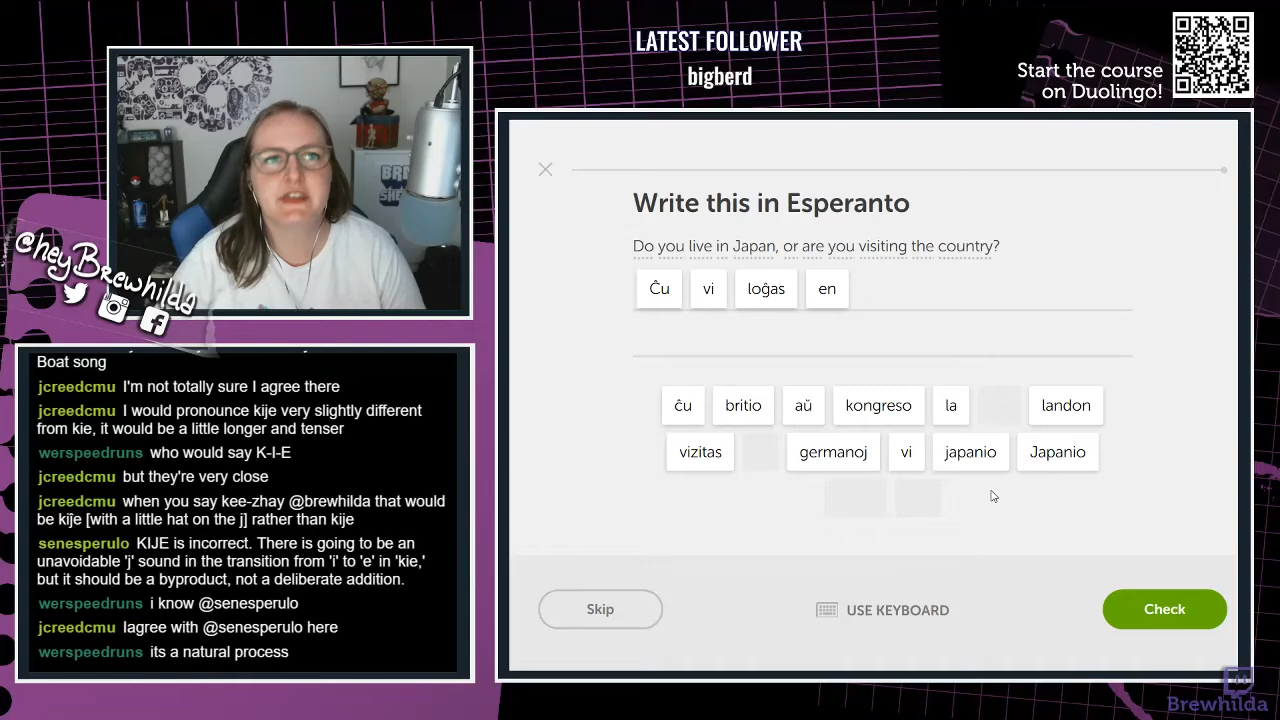 LATEST FOLLOWER
bigberd
Start the course
on Duolingo!
@heyBrewhilda
Write this in Esperanto
Do you live in Japan, or are you visiting the country?
Ĉu vi loĝas en
ĉu britio aŭ kongreso la landon
vizitas germanoj vi japanio Japanio
Skip USE KEYBOARD Check
Boat song
jcreedcmu I'm not totally sure I agree there
jcreedcmu I would pronounce kije very slightly different
from kie, it would be a little longer and tenser
werspeedruns who would say K-I-E
jcreedcmu but they're very close
jcreedcmu when you say kee-zhay @brewhilda that would
be kiĵe [with a little hat on the j] rather than kije
senesperulo KIJE is incorrect. There is going to be an
unavoidable 'j' sound in the transition from 'i' to 'e' in 'kie,'
but it should be a byproduct, not a deliberate addition.
werspeedruns i know @senesperulo
jcreedcmu Iagree with @senesperulo here
werspeedruns its a natural process
Brewhilda